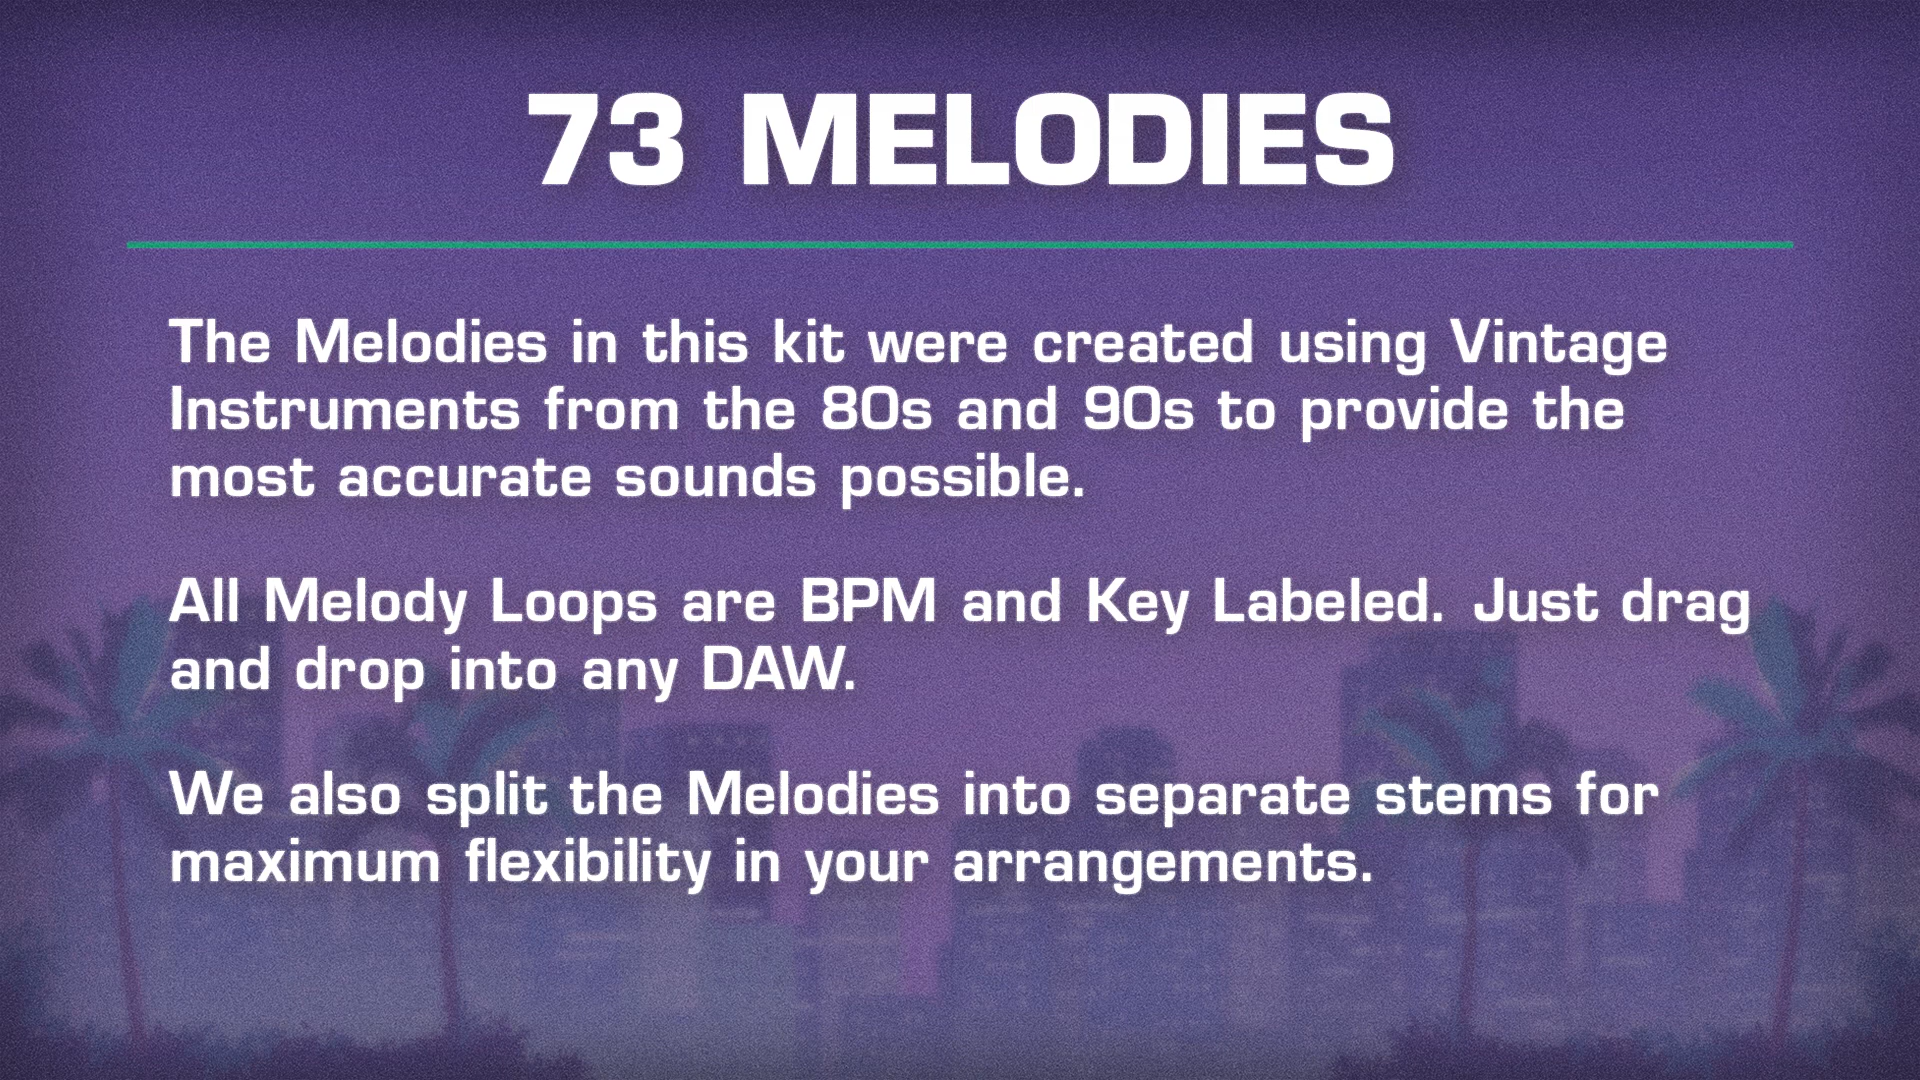 73 MELODIES
The Melodies in this kit were created using Vintage
Instruments from the 80s and 90s to provide the
most accurate sounds possible.
All Melody Loops are BPM and Key Labeled. Just drag
and drop into any DAW.
We also split the Melodies into separate stems for
maximum flexibility in your arrangements.